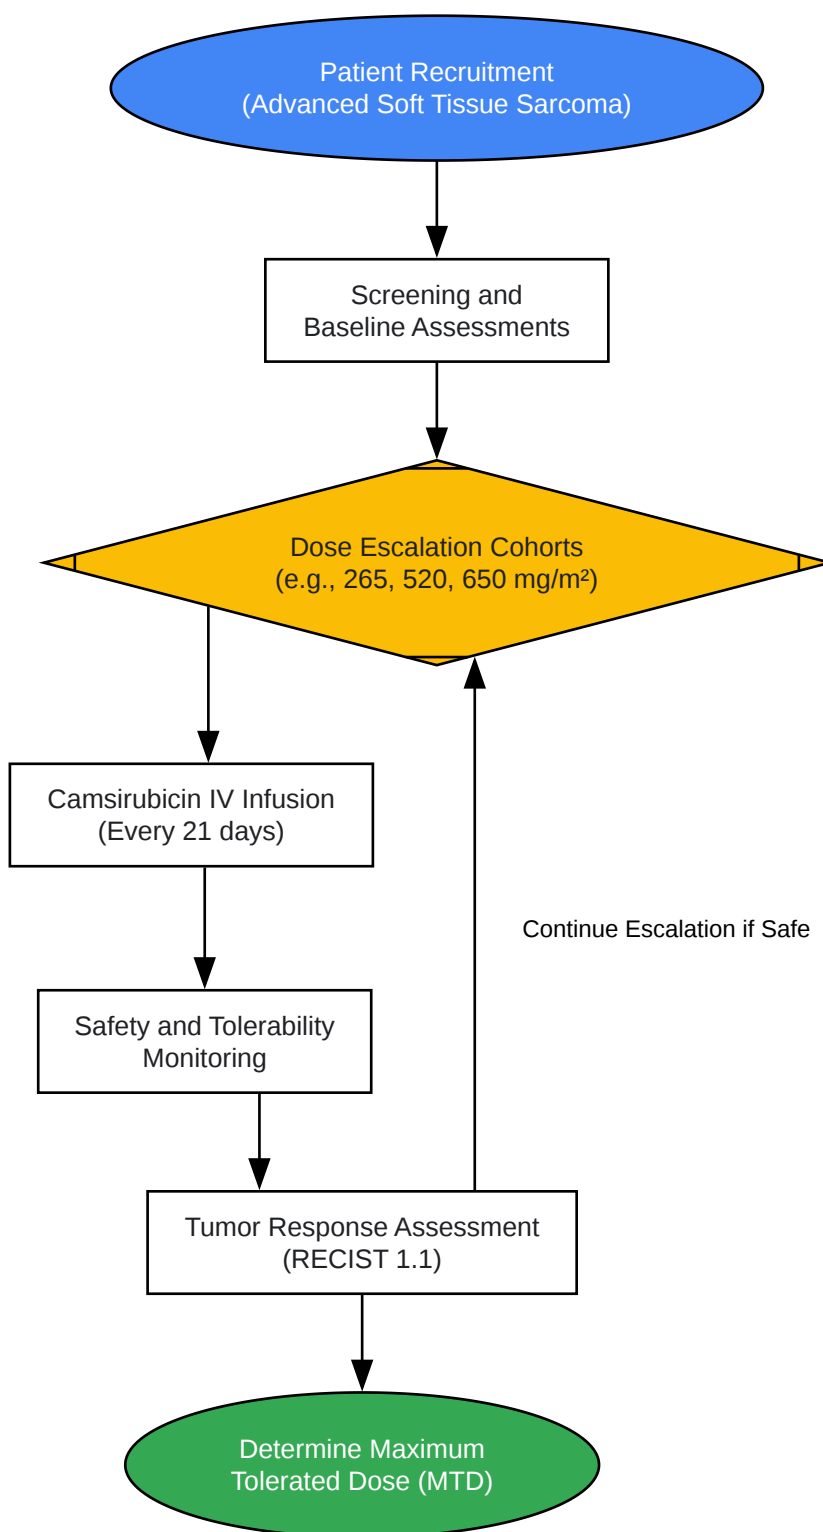 Patient Recruitment
(Advanced Soft Tissue Sarcoma)
Screening and
Baseline Assessments
Dose Escalation Cohorts
(e.g., 265, 520, 650 mg/m²)
Camsirubicin IV Infusion
(Every 21 days)
Continue Escalation if Safe
Safety and Tolerability
Monitoring
Tumor Response Assessment
(RECIST 1.1)
Determine Maximum
Tolerated Dose (MTD)